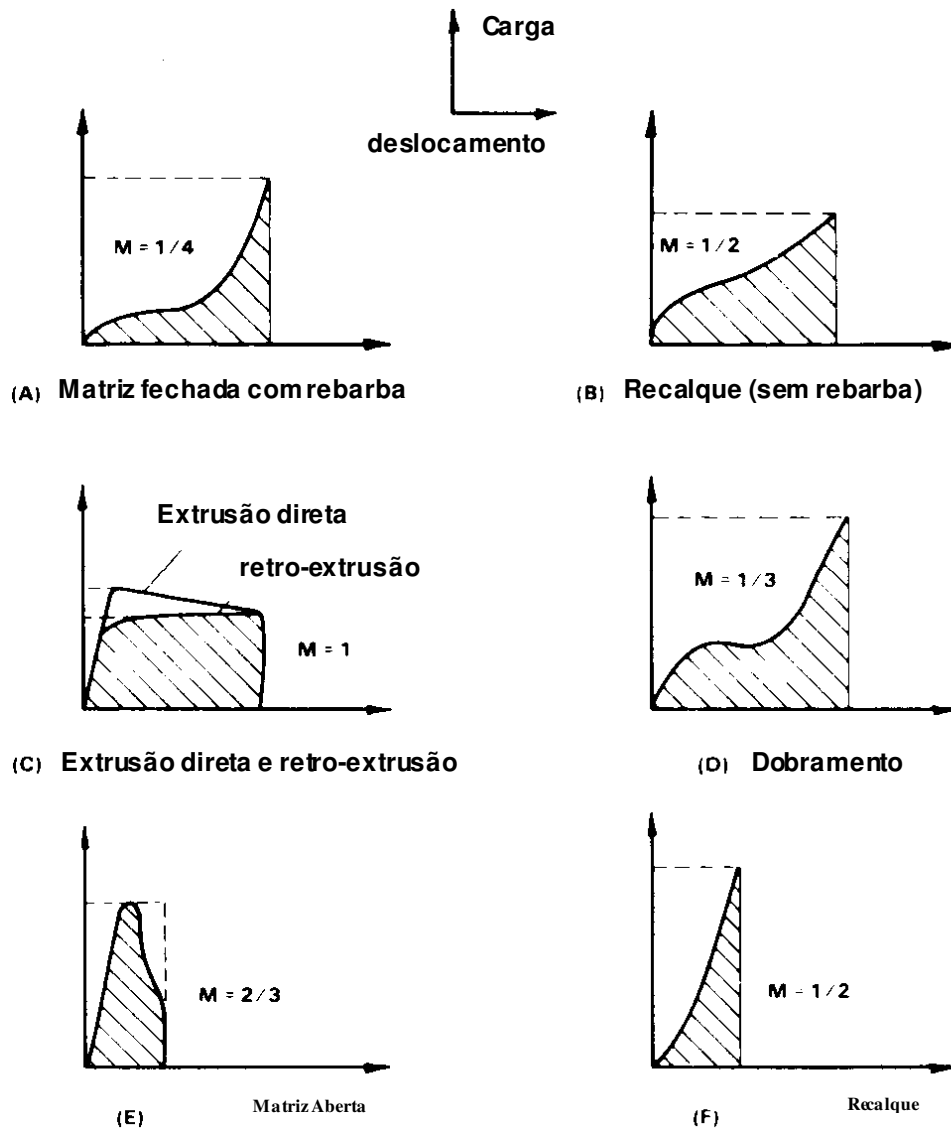 Carga
deslocamento
M = 1/4
M = 1/2
(A) Matriz fechada com rebarba
(B) Recalque (sem rebarba)
Extrusão direta
retro-extrusão
M = 1
M = 1/3
(C) Extrusão direta e retro-extrusão
(D) Dobramento
M = 2/3
M = 1/2
(E) Matriz Aberta
(F) Recalque